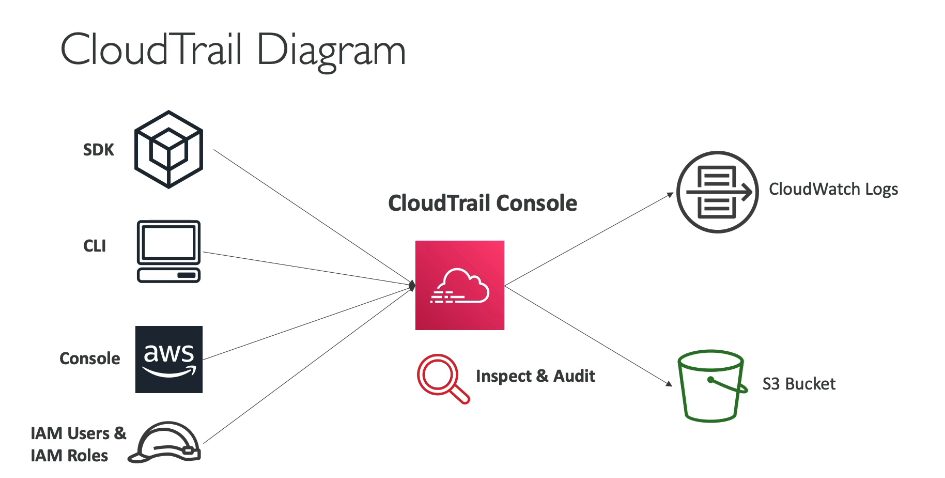 CloudTrail Diagram
SDK
CLI
Console
aws
IAM Users &
IAM Roles
CloudTrail Console
Inspect & Audit
CloudWatch Logs
S3 Bucket